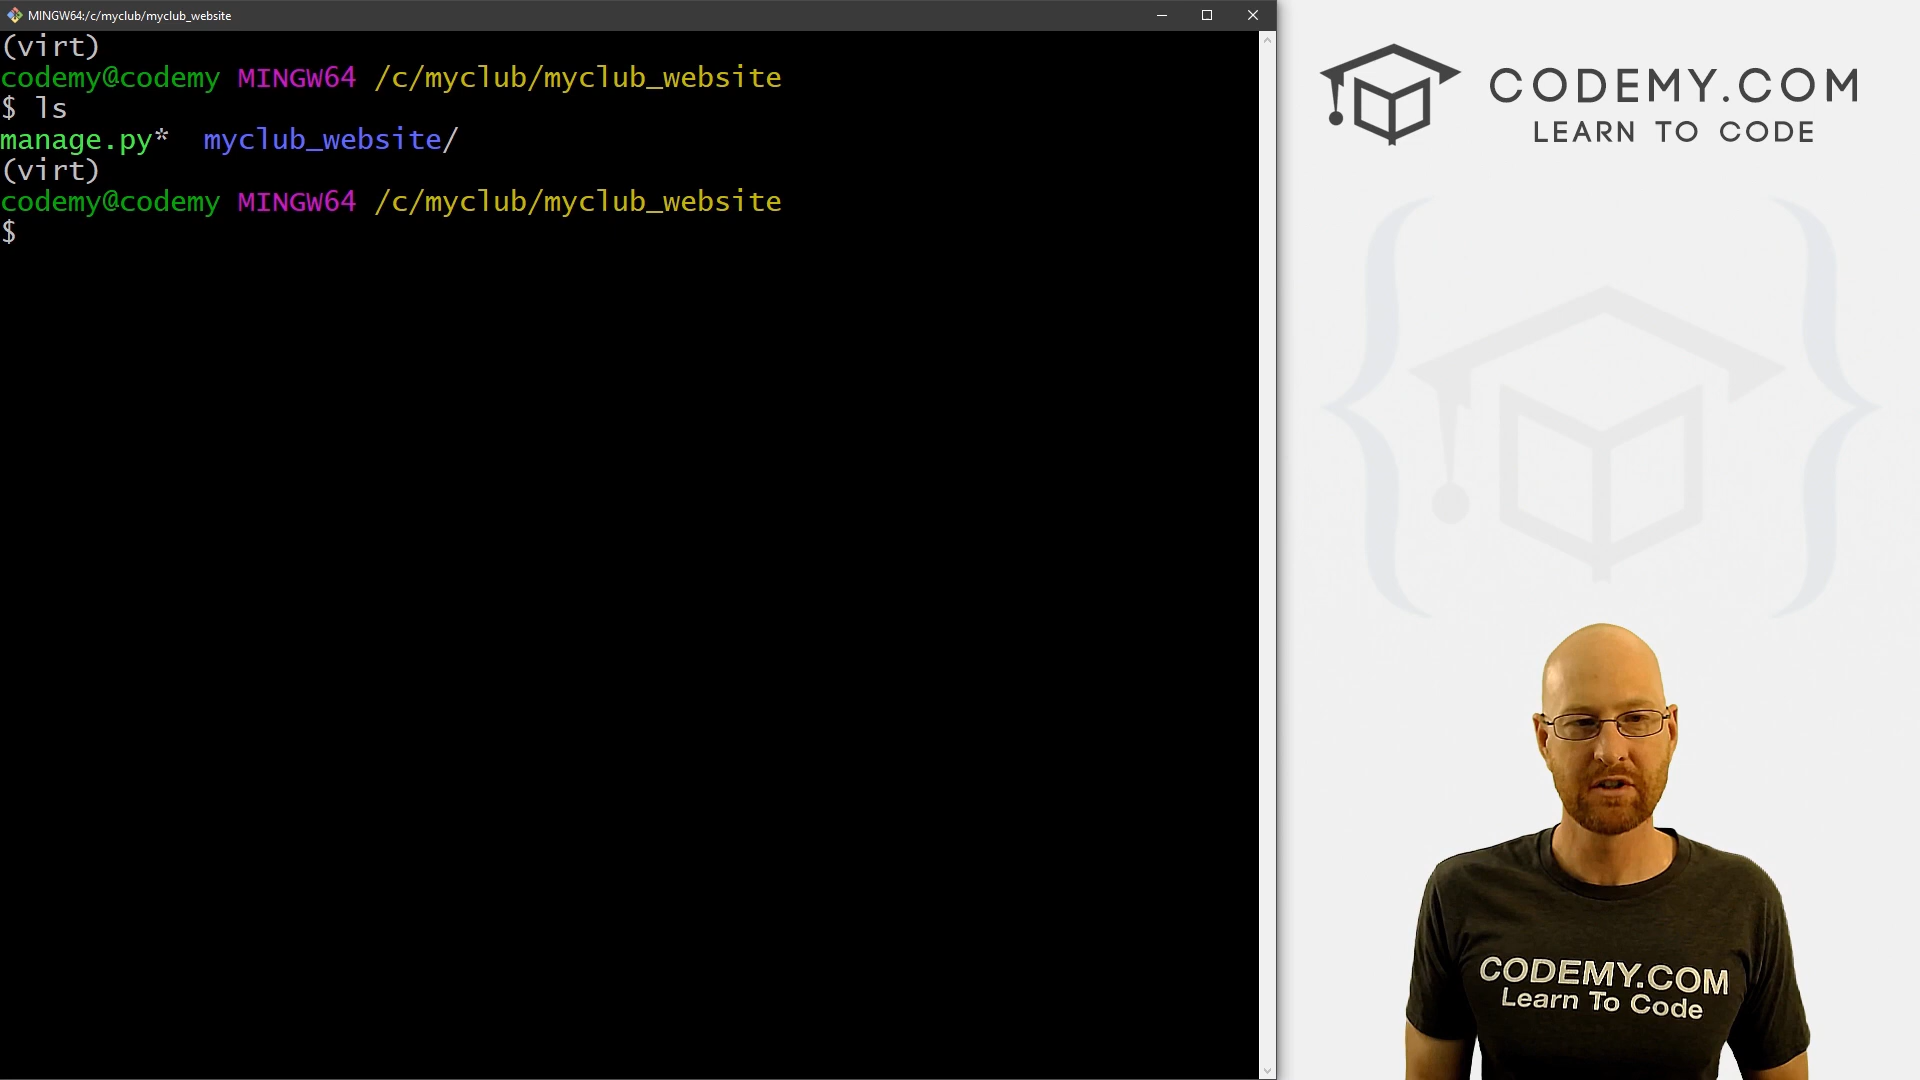 MINGW64:/c/myclub/myclub_website
(virt)
codemy@codemy MINGW64 /c/myclub/myclub_website
$ ls
manage.py*  myclub_website/
(virt)
codemy@codemy MINGW64 /c/myclub/myclub_website
$
CODEMY.COM
LEARN TO CODE
CODEMY.COM
Learn To Code